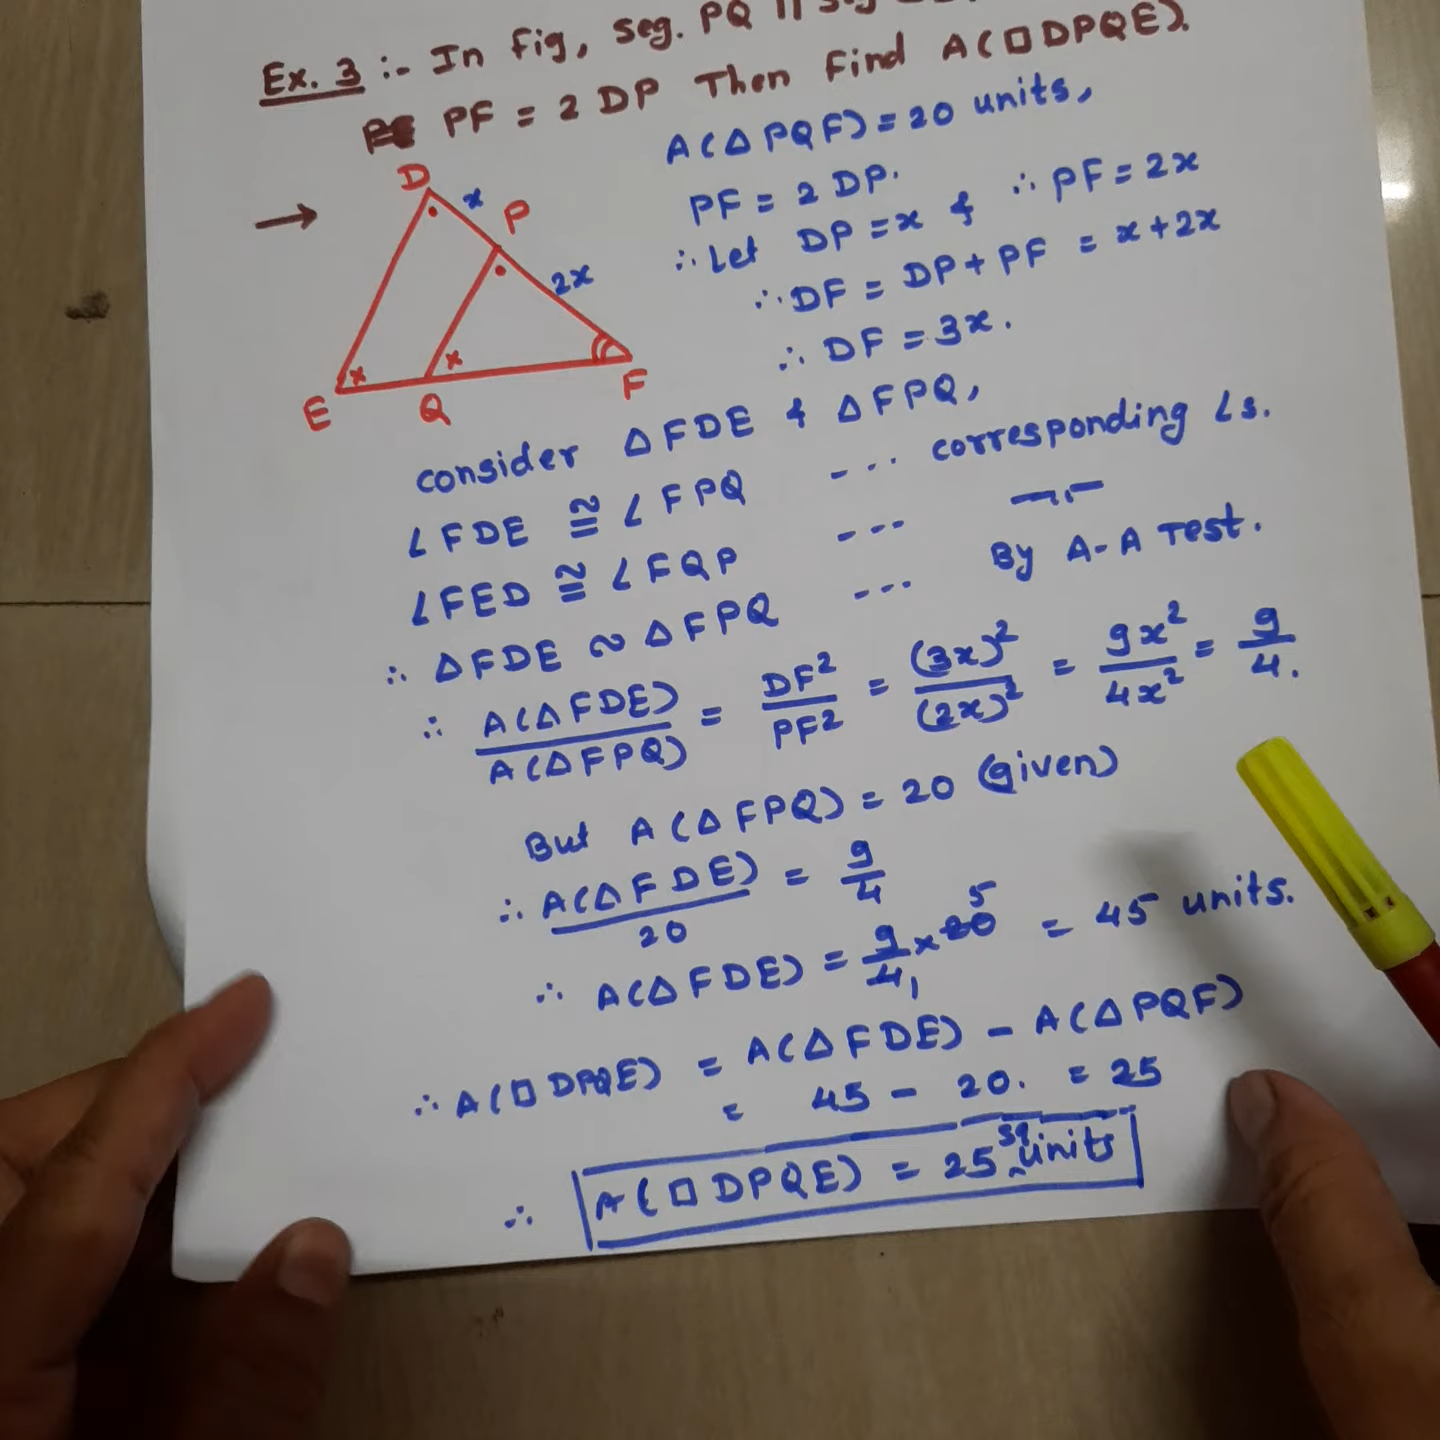 Ex. 3 :- In fig, seg. PQ ||
PF = 2 DP Then Find A(□DPQE).
A(△PQF) = 20 units,
PF = 2 DP.
∴ Let DP = x & ∴ PF = 2x
∴ DF = DP + PF = x + 2x
∴ DF = 3x.
D
x
P
2x
x
x
E
Q
F
consider △FDE & △FPQ,
∠FDE ≅ ∠FPQ --- corresponding ∠s.
∠FED ≅ ∠FQP --- —,,—
∴ △FDE ~ △FPQ --- By A-A Test.
∴ A(△FDE)/A(△FPQ) = DF²/PF² = (3x)²/(2x)² = 9x²/4x² = 9/4.
But A(△FPQ) = 20 (given)
∴ A(△FDE)/20 = 9/4
∴ A(△FDE) = 9/4 1 × 20 5 = 45 units.
∴ A(□DPQE) = A(△FDE) - A(△PQF)
= 45 - 20. = 25
∴ A(□DPQE) = 25 sq. units